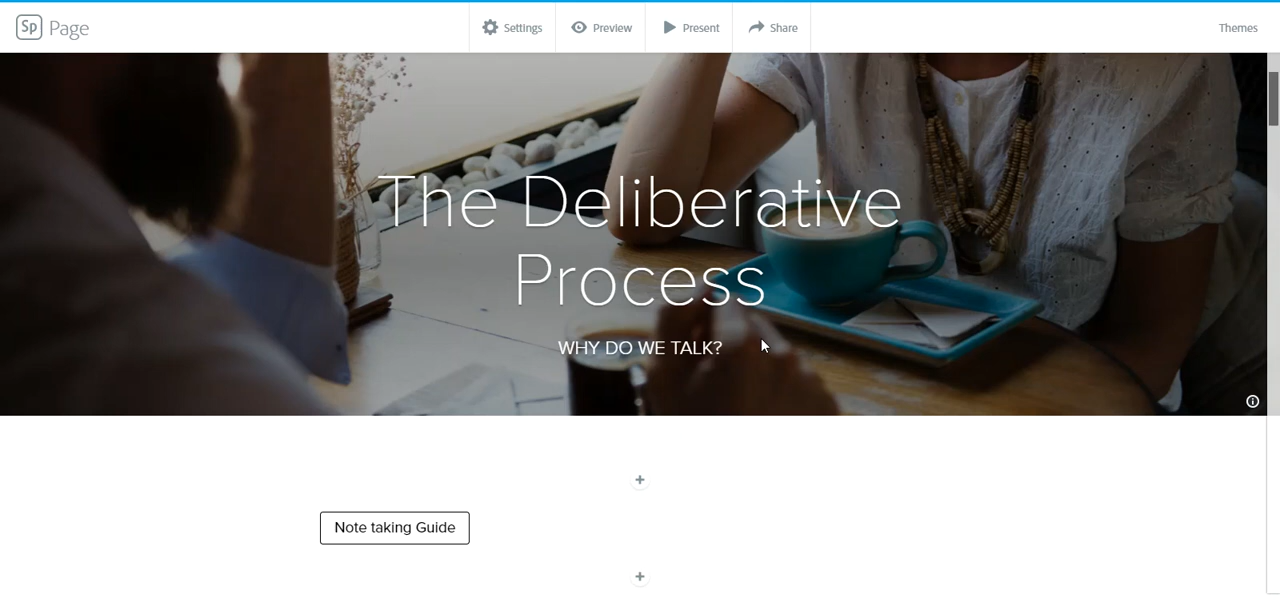 Sp Page
Settings
Preview
Present
Share
Themes
The Deliberative
Process
WHY DO WE TALK?
Note taking Guide